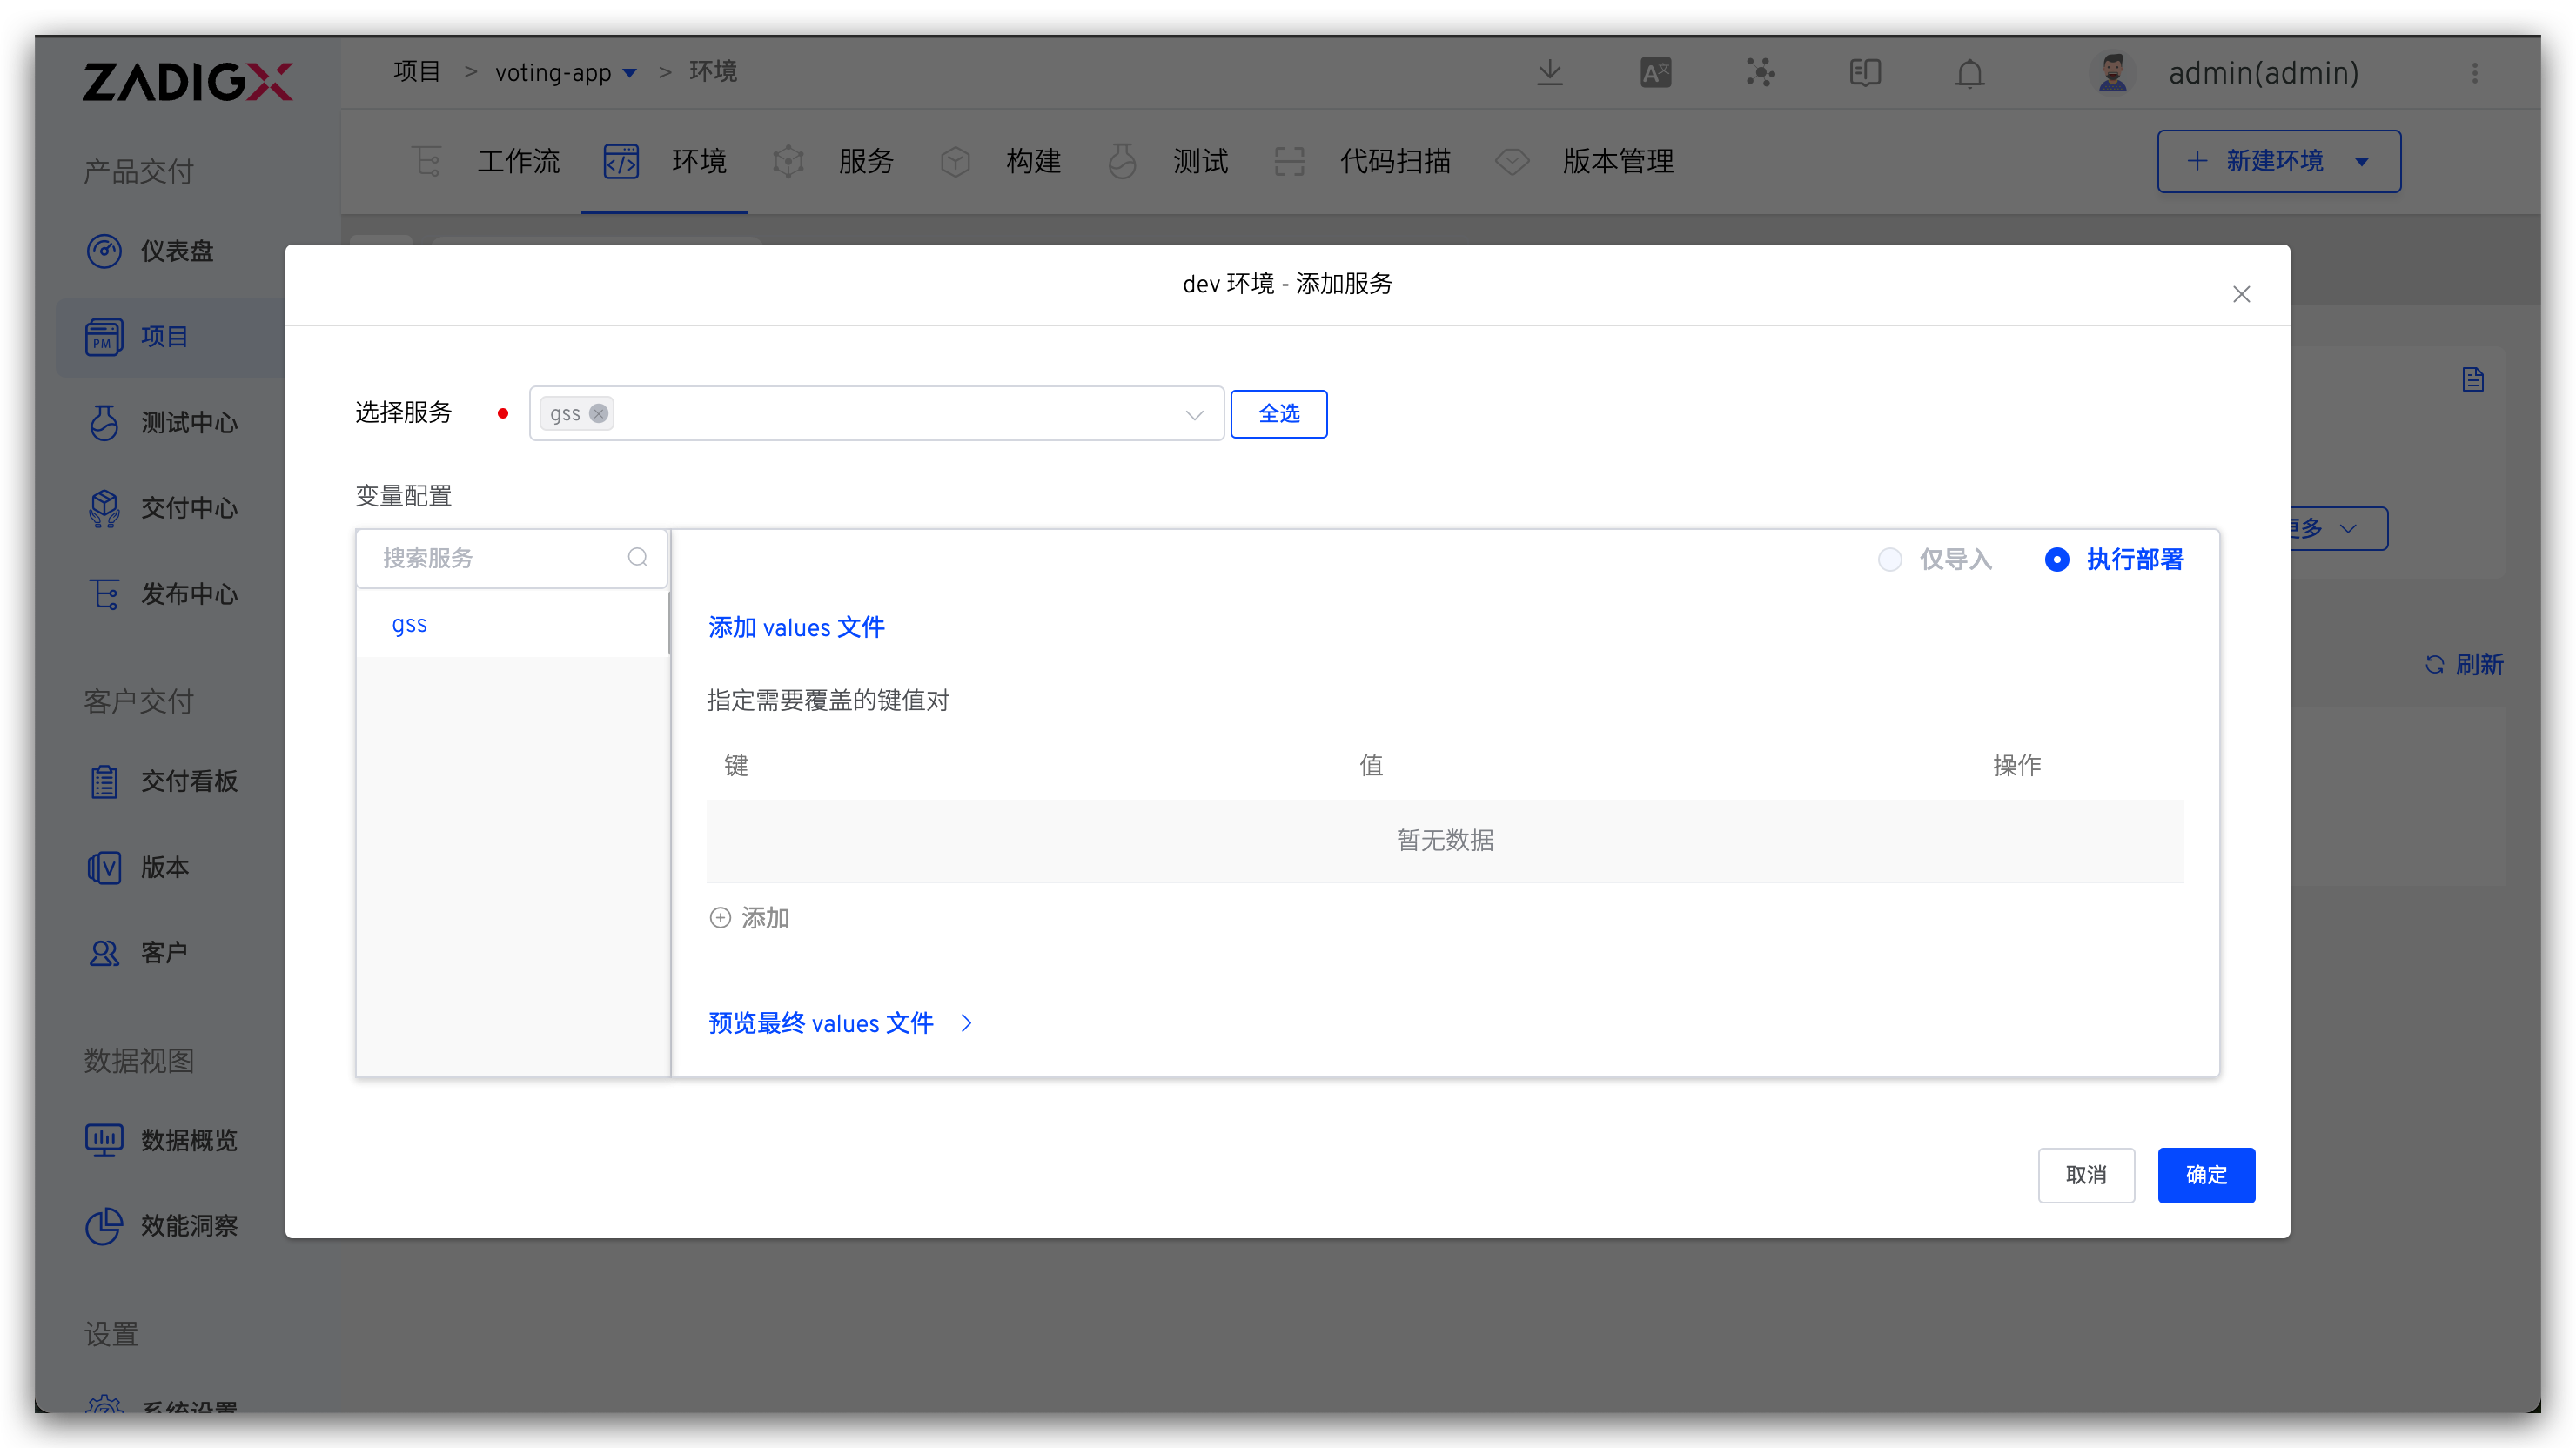 ZADIGX
项目 > voting-app > 环境
admin(admin)
产品交付
工作流
环境
服务
构建
测试
代码扫描
版本管理
+ 新建环境
仪表盘
项目
测试中心
交付中心
发布中心
客户交付
交付看板
版本
客户
数据视图
数据概览
效能洞察
设置
系统设置
dev 环境 - 添加服务
选择服务
gss
全选
变量配置
搜索服务
gss
仅导入
执行部署
添加 values 文件
指定需要覆盖的键值对
键 值 操作
暂无数据
添加
预览最终 values 文件
取消
确定
更多
刷新
PM